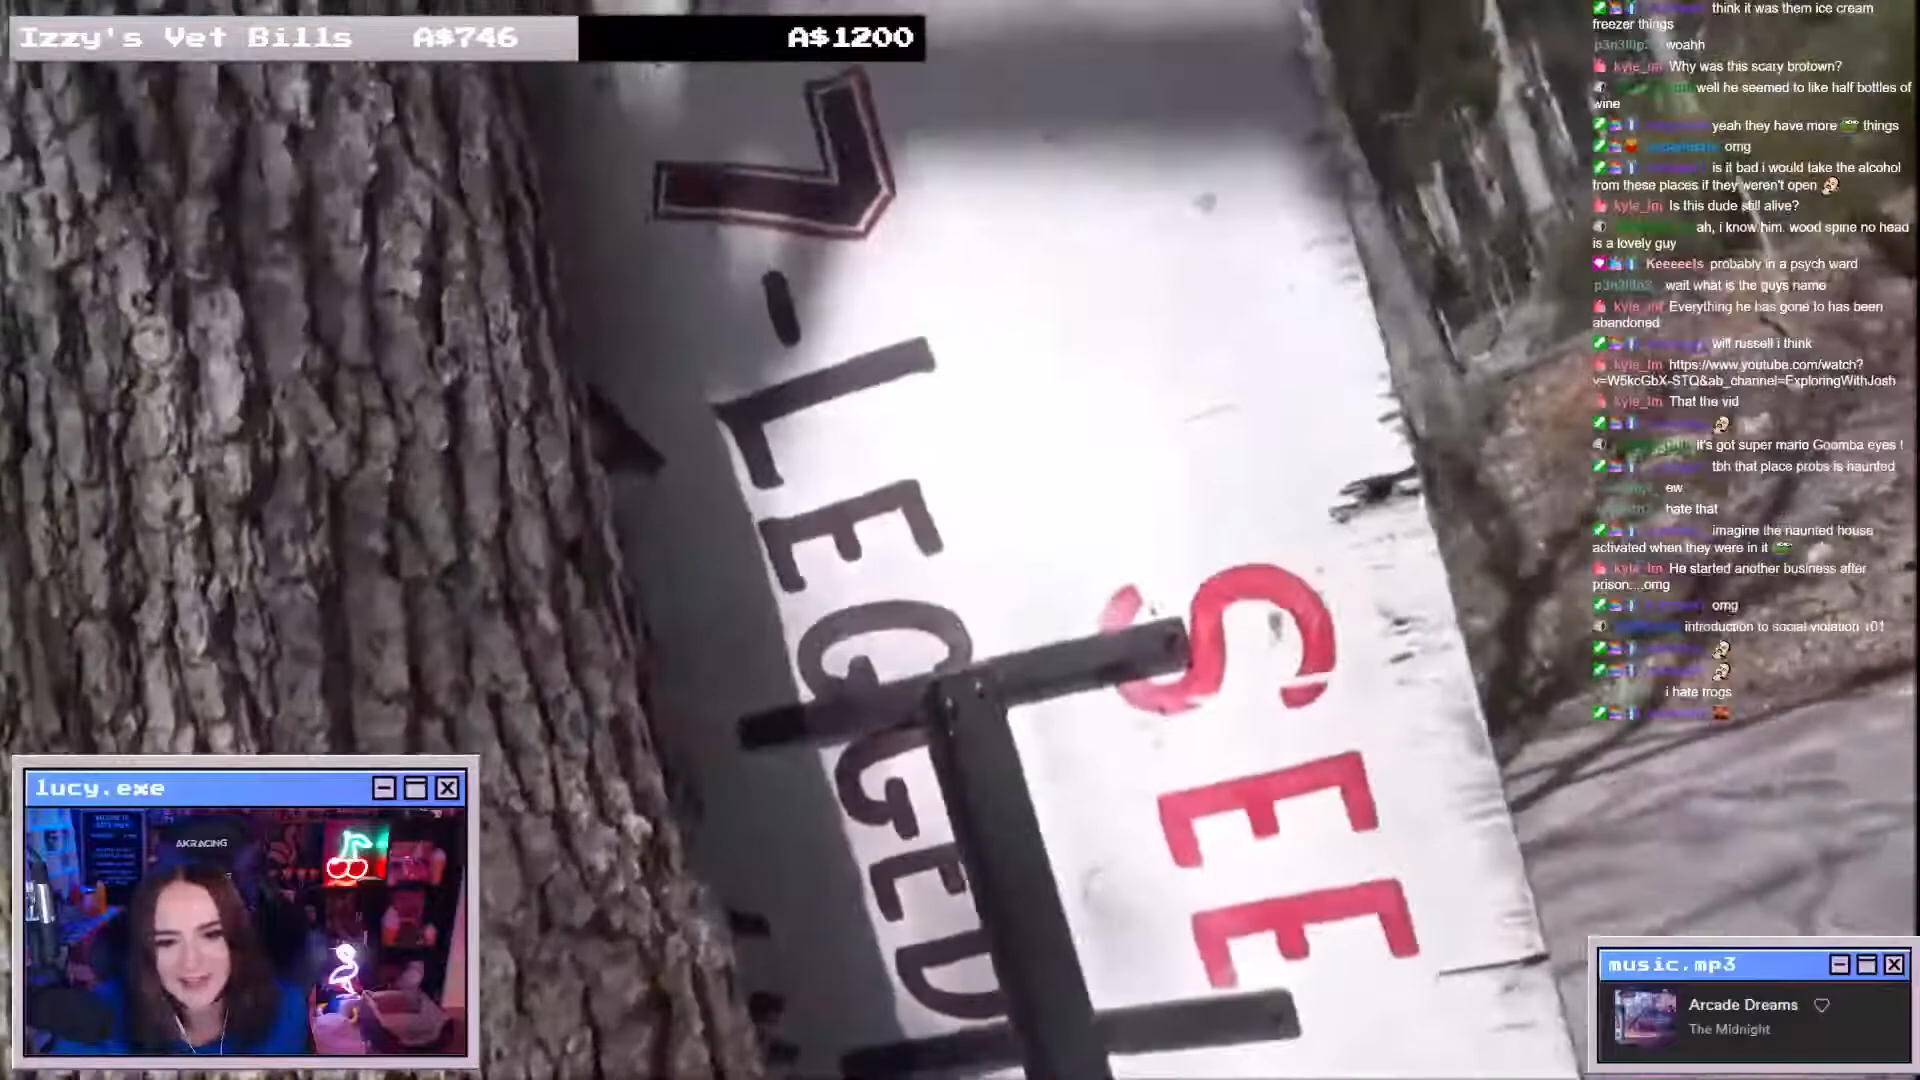 Izzy's Vet Bills A$746 A$1200
7-LEGGED
SEE
think it was them ice cream
freezer things
woahh
kyle_lm Why was this scary brotown?
well he seemed to like half bottles of
wine
yeah they have more things
omg
is it bad i would take the alcohol
from these places if they weren't open
kyle_lm Is this dude still alive?
ah, i know him. wood spine no head
is a lovely guy
Keeeeels probably in a psych ward
wait what is the guys name
kyle_lm Everything he has gone to has been
abandoned
will russell i think
kyle_lm https://www.youtube.com/watch?
v=W5kcGbX-STQ&ab_channel=ExploringWithJosh
kyle_lm That the vid
it's got super mario Goomba eyes !
tbh that place probs is haunted
ew
hate that
imagine the haunted house
activated when they were in it
kyle_lm He started another business after
prison....omg
omg
introduction to social violation 101
i hate frogs
lucy.exe
AKRACING
music.mp3
Arcade Dreams
The Midnight